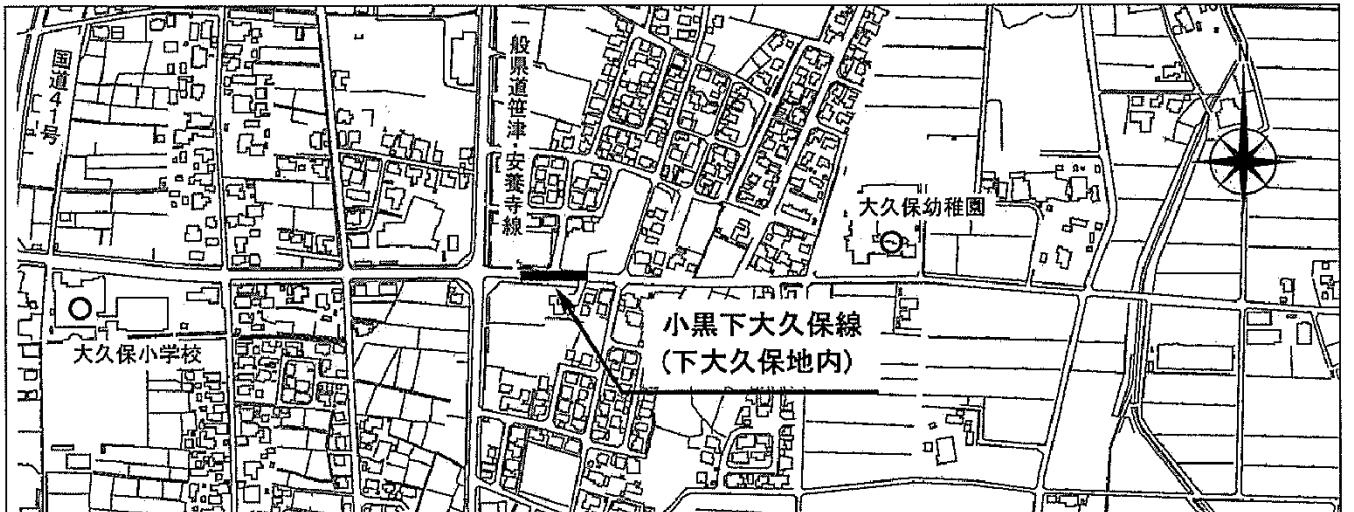 国道41号
一般県道笹津・安養寺線
大久保幼稚園
大久保小学校
小黒下大久保線
(下大久保地内)